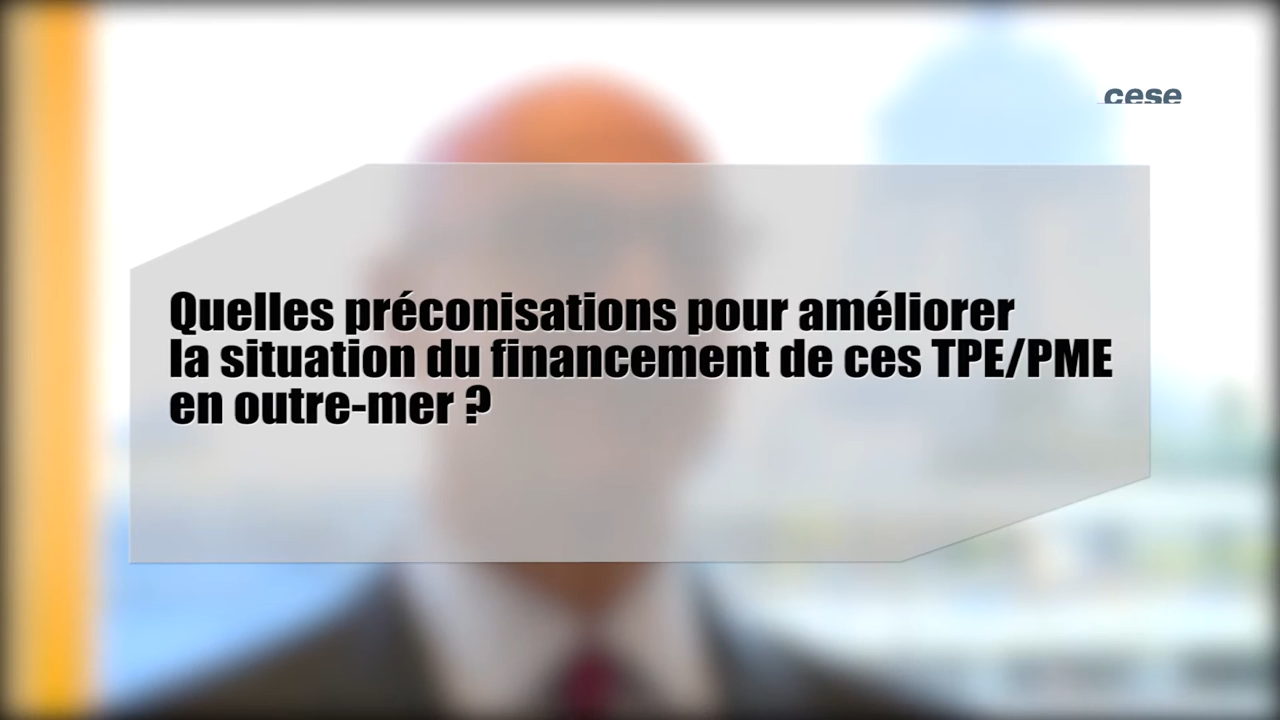 cese
Quelles préconisations pour améliorer
la situation du financement de ces TPE/PME
en outre-mer ?